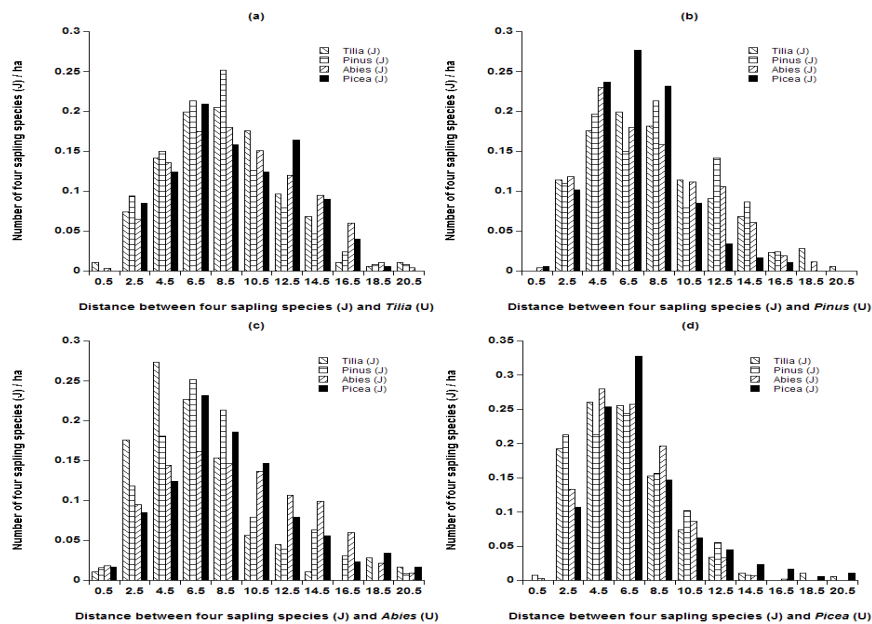 (a)
Number of four sapling species (J) / ha
0.3
0.25
0.2
0.15
0.1
0.05
0
Tilia (J)
Pinus (J)
Abies (J)
Picea (J)
0.5 2.5 4.5 6.5 8.5 10.5 12.5 14.5 16.5 18.5 20.5
Distance between four sapling species (J) and Tilia (U)
(b)
Number of four sapling species (J) / ha
0.3
0.25
0.2
0.15
0.1
0.05
0
Tilia (J)
Pinus (J)
Abies (J)
Picea (J)
0.5 2.5 4.5 6.5 8.5 10.5 12.5 14.5 16.5 18.5 20.5
Distance between four sapling species (J) and Pinus (U)
(c)
Number of four sapling species (J) / ha
0.3
0.25
0.2
0.15
0.1
0.05
0
Tilia (J)
Pinus (J)
Abies (J)
Picea (J)
0.5 2.5 4.5 6.5 8.5 10.5 12.5 14.5 16.5 18.5 20.5
Distance between four sapling species (J) and Abies (U)
(d)
Number of four sapling species (J) / ha
0.35
0.3
0.25
0.2
0.15
0.1
0.05
0
Tilia (J)
Pinus (J)
Abies (J)
Picea (J)
0.5 2.5 4.5 6.5 8.5 10.5 12.5 14.5 16.5 18.5 20.5
Distance between four sapling species (J) and Picea (U)